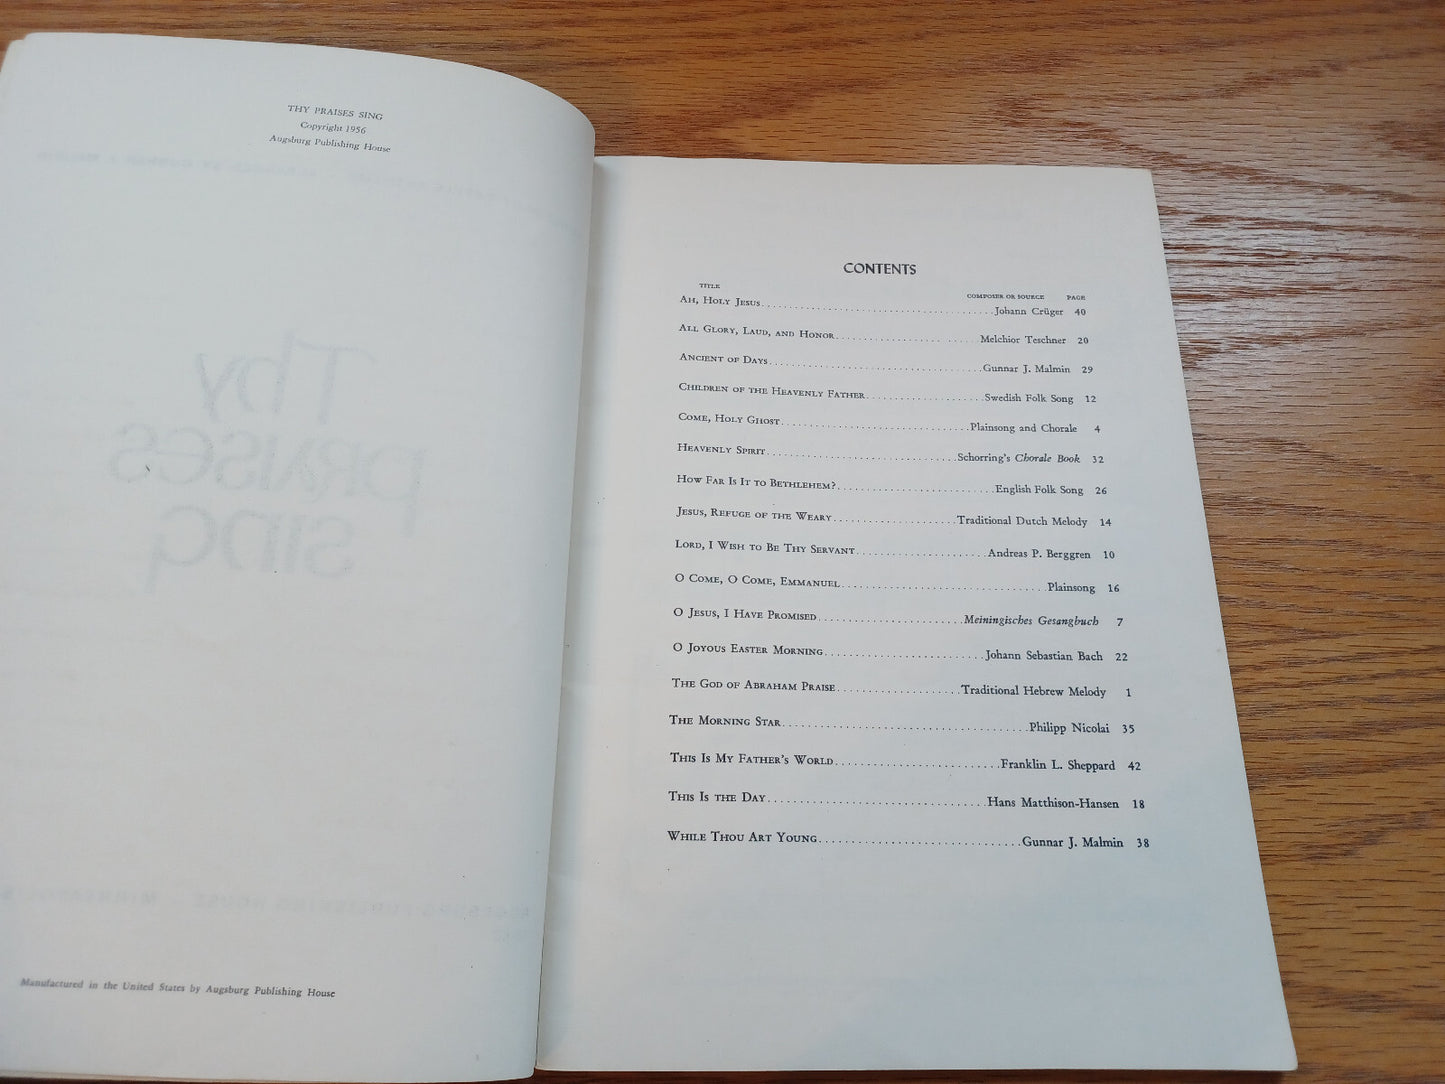 THY PRAISES SING
Copyright 1956
Augsburg Publishing House
Thy
praises
sing
Manufactured in the United States by Augsburg Publishing House
CONTENTS
TITLE COMPOSER OR SOURCE PAGE
Ah, Holy Jesus Johann Crüger 40
All Glory, Laud, and Honor Melchior Teschner 20
Ancient of Days Gunnar J. Malmin 29
Children of the Heavenly Father Swedish Folk Song 12
Come, Holy Ghost Plainsong and Chorale 4
Heavenly Spirit Schorring's Chorale Book 32
How Far Is It to Bethlehem? English Folk Song 26
Jesus, Refuge of the Weary Traditional Dutch Melody 14
Lord, I Wish to Be Thy Servant Andreas P. Berggren 10
O Come, O Come, Emmanuel Plainsong 16
O Jesus, I Have Promised Meiningisches Gesangbuch 7
O Joyous Easter Morning Johann Sebastian Bach 22
The God of Abraham Praise Traditional Hebrew Melody 1
The Morning Star Philipp Nicolai 35
This Is My Father's World Franklin L. Sheppard 42
This Is the Day Hans Matthison-Hansen 18
While Thou Art Young Gunnar J. Malmin 38